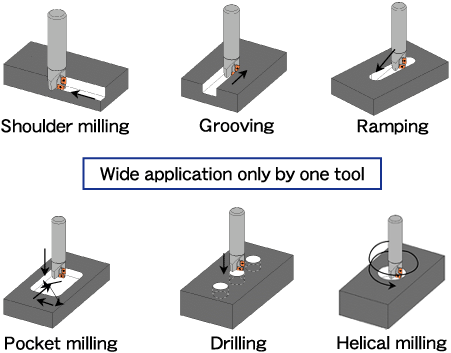 Shoulder milling
Grooving
Ramping
Wide application only by one tool
Pocket milling
Drilling
Helical milling